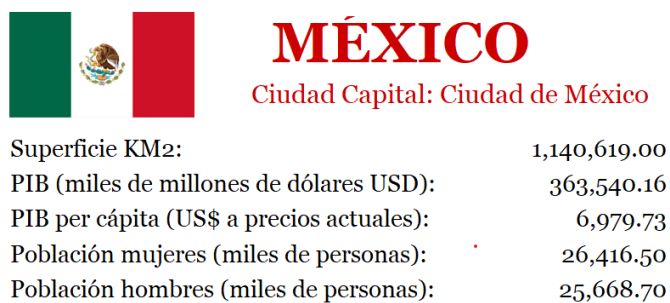 MÉXICO
Ciudad Capital: Ciudad de México
Superficie KM2: 1,140,619.00
PIB (miles de millones de dólares USD): 363,540.16
PIB per cápita (US$ a precios actuales): 6,979.73
Población mujeres (miles de personas): 26,416.50
Población hombres (miles de personas): 25,668.70